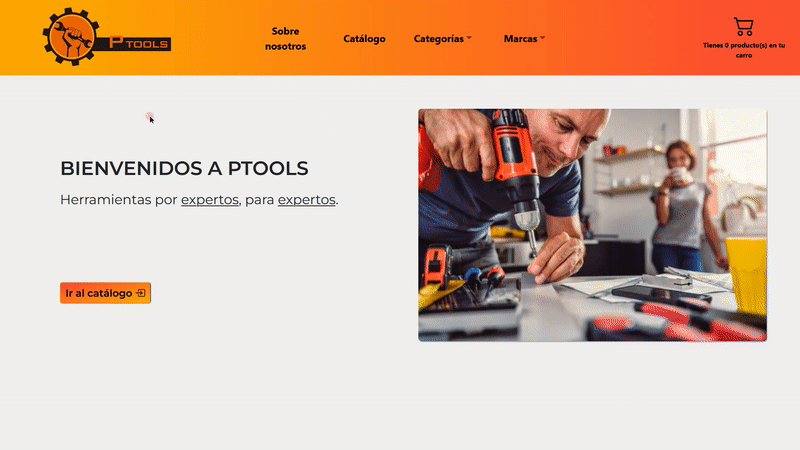 PTOOLS
Sobre
nosotros
Catálogo
Categorías
Marcas
Tienes 0 producto(s) en tu
carro
BIENVENIDOS A PTOOLS
Herramientas por expertos, para expertos.
Ir al catálogo